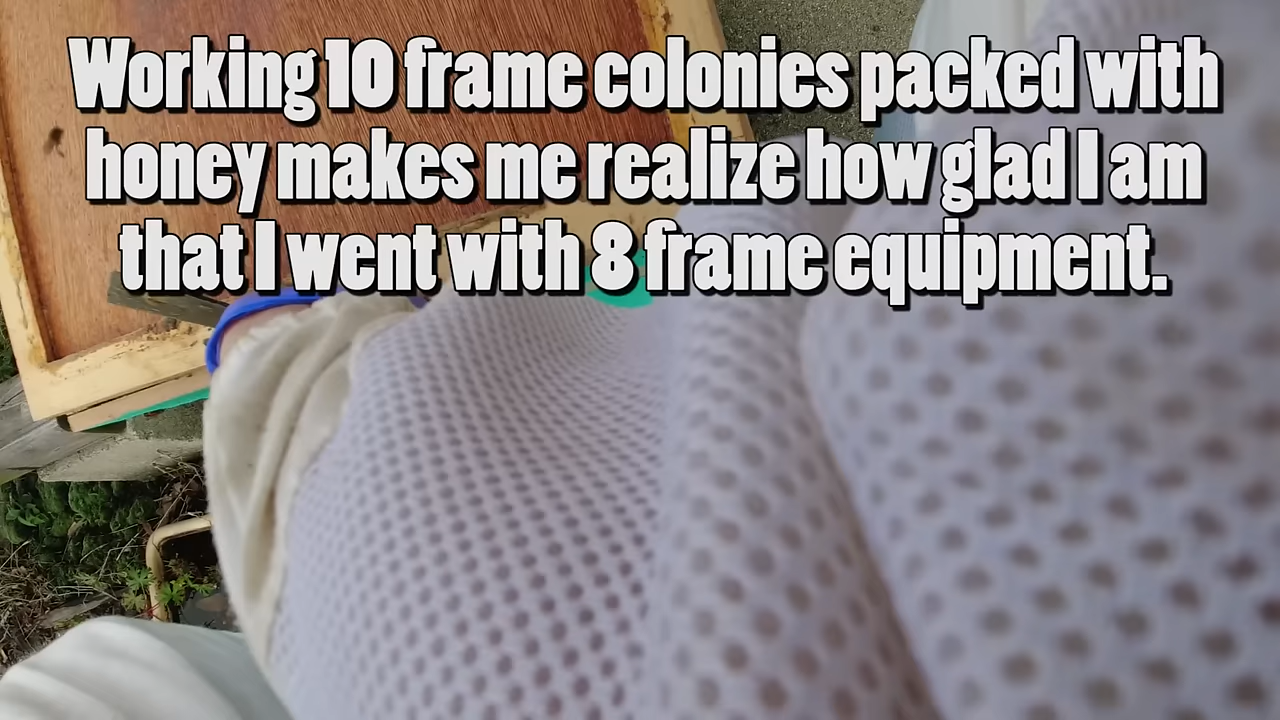 Working 10 frame colonies packed with
honey makes me realize how glad I am
that I went with 8 frame equipment.